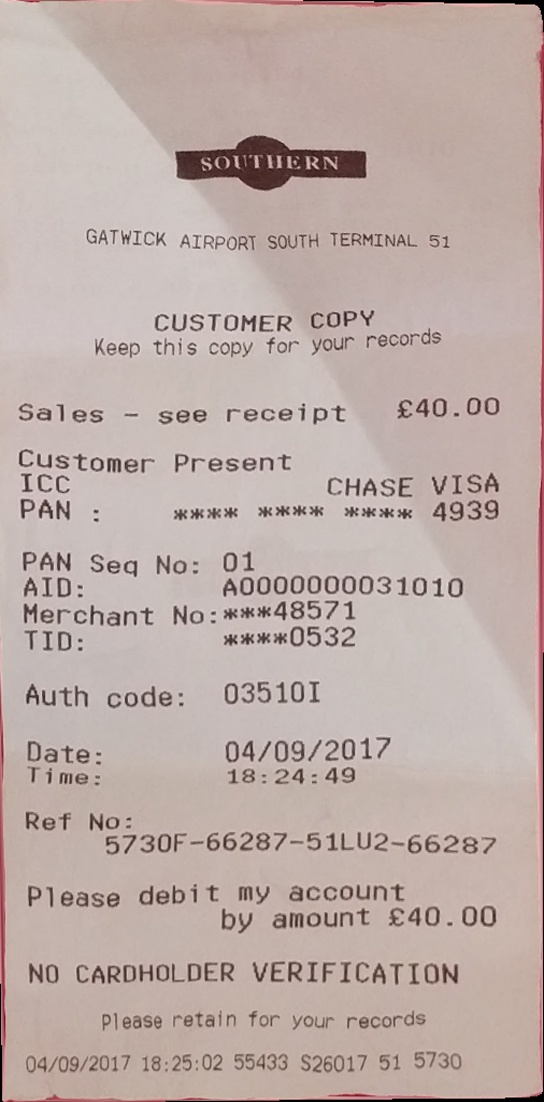 SOUTHERN
GATWICK AIRPORT SOUTH TERMINAL 51
CUSTOMER COPY
Keep this copy for your records
Sales - see receipt £40.00
Customer Present
ICC CHASE VISA
PAN : **** **** **** 4939
PAN Seq No: 01
AID: A0000000031010
Merchant No:***48571
TID: ****0532
Auth code: 03510I
Date: 04/09/2017
Time: 18:24:49
Ref No:
5730F-66287-51LU2-66287
Please debit my account
by amount £40.00
NO CARDHOLDER VERIFICATION
Please retain for your records
04/09/2017 18:25:02 55433 S26017 51 5730